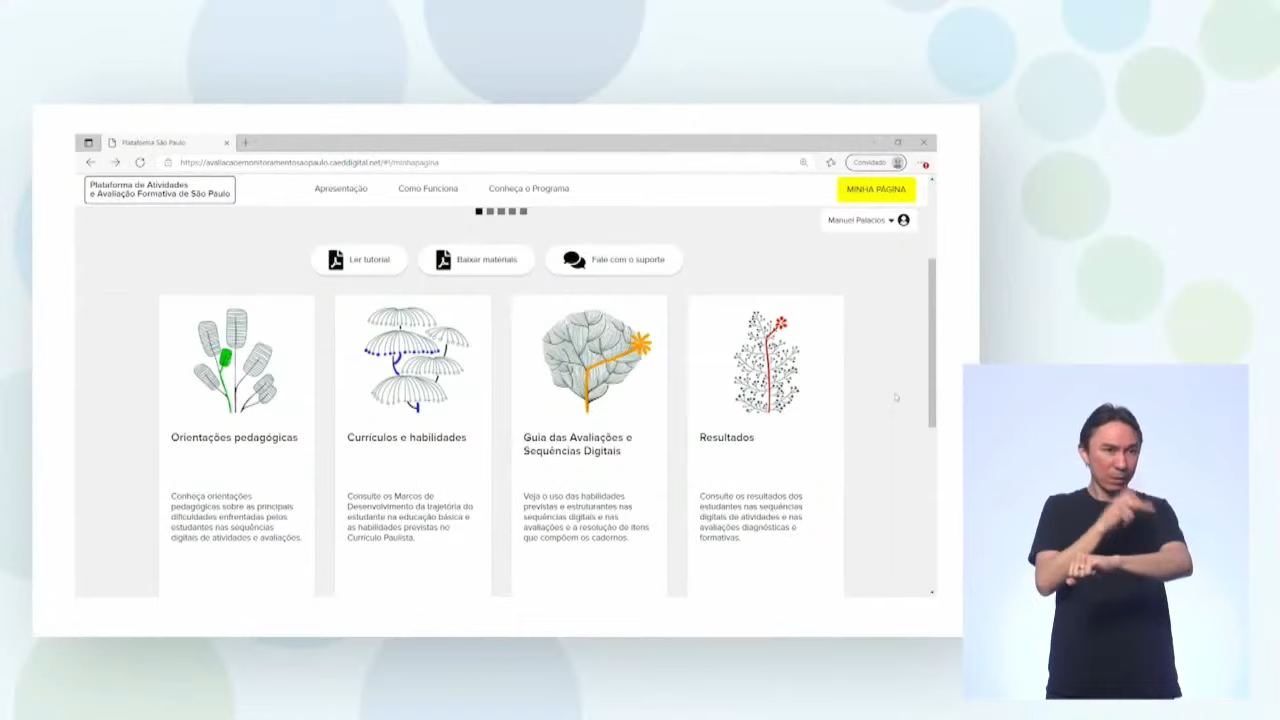 Plataforma São Paulo
https://avaliacaoemonitoramentosaopaulo.caeddigital.net/#!/minhapagina
Convidado
Plataforma de Atividades
e Avaliação Formativa de São Paulo
Apresentação
Como Funciona
Conheça o Programa
MINHA PÁGINA
Manuel Palacios
Ler tutorial
Baixar materiais
Fale com o suporte
Orientações pedagógicas
Conheça orientações
pedagógicas sobre as principais
dificuldades enfrentadas pelos
estudantes nas sequências
digitais de atividades e avaliações.
Currículos e habilidades
Consulte os Marcos de
Desenvolvimento da trajetória do
estudante na educação básica e
as habilidades previstas no
Currículo Paulista.
Guia das Avaliações e
Sequências Digitais
Veja o uso das habilidades
previstas e estruturantes nas
sequências digitais e nas
avaliações e a resolução de itens
que compõem os cadernos.
Resultados
Consulte os resultados dos
estudantes nas sequências
digitais de atividades e nas
avaliações diagnósticas e
formativas.